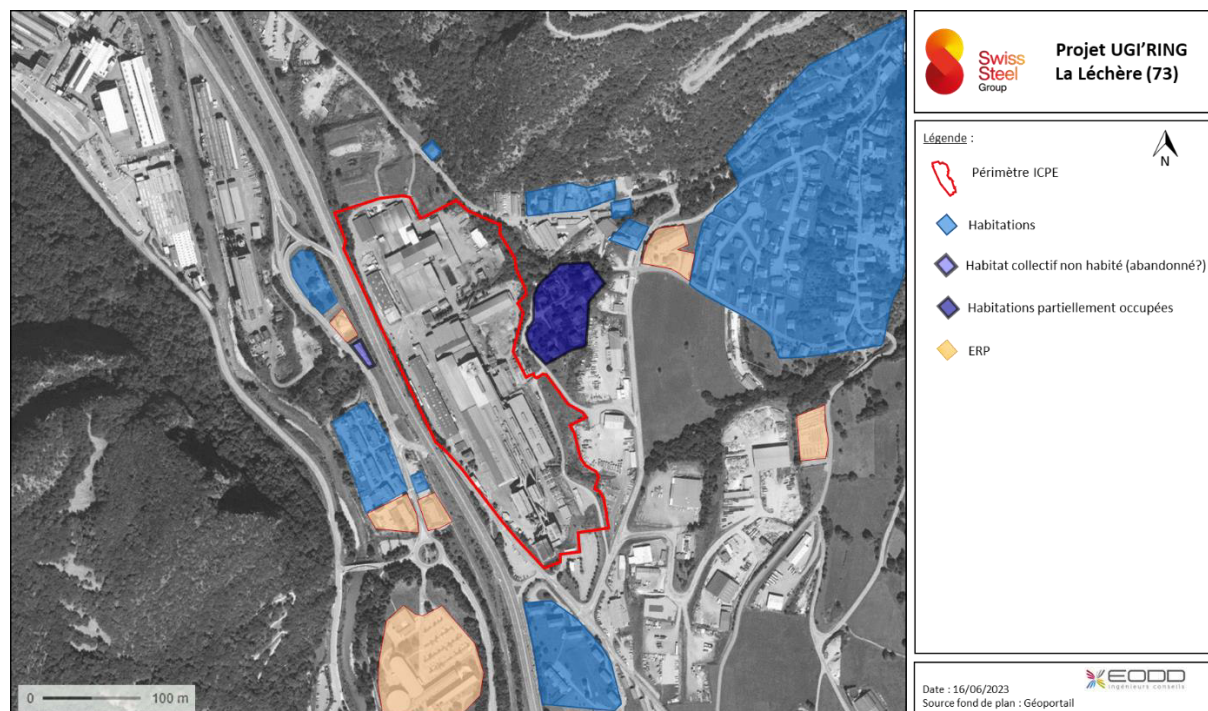 Swiss
Steel
Group
Projet UGI'RING
La Léchère (73)
Légende :
N
Périmètre ICPE
Habitations
Habitat collectif non habité (abandonné?)
Habitations partiellement occupées
ERP
0 100 m
EODD
ingénieurs conseils
Date : 16/06/2023
Source fond de plan : Géoportail